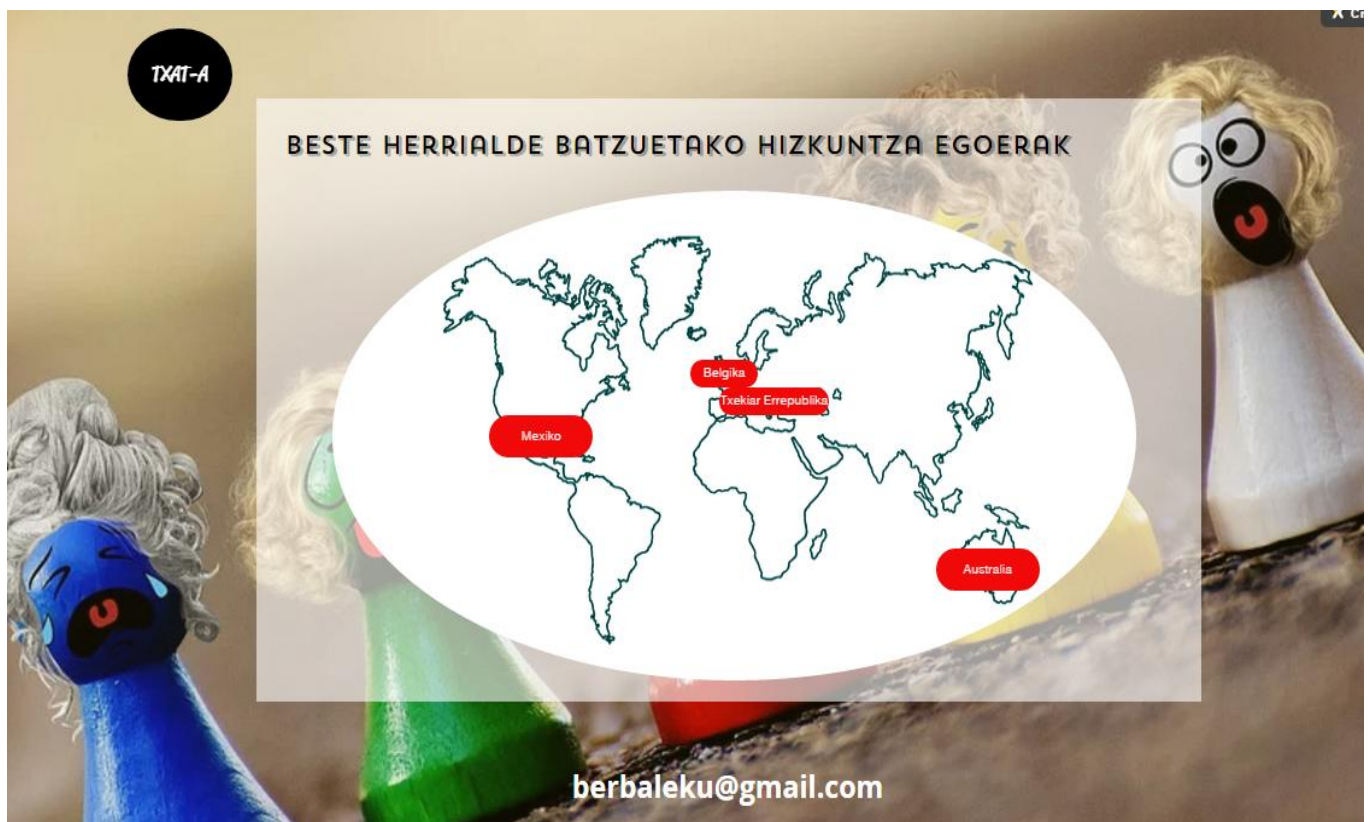 TXAT-A
BESTE HERRIALDE BATZUETAKO HIZKUNTZA EGOERAK
Belgika
Txekiar Errepublika
Mexiko
Australia
berbaleku@gmail.com